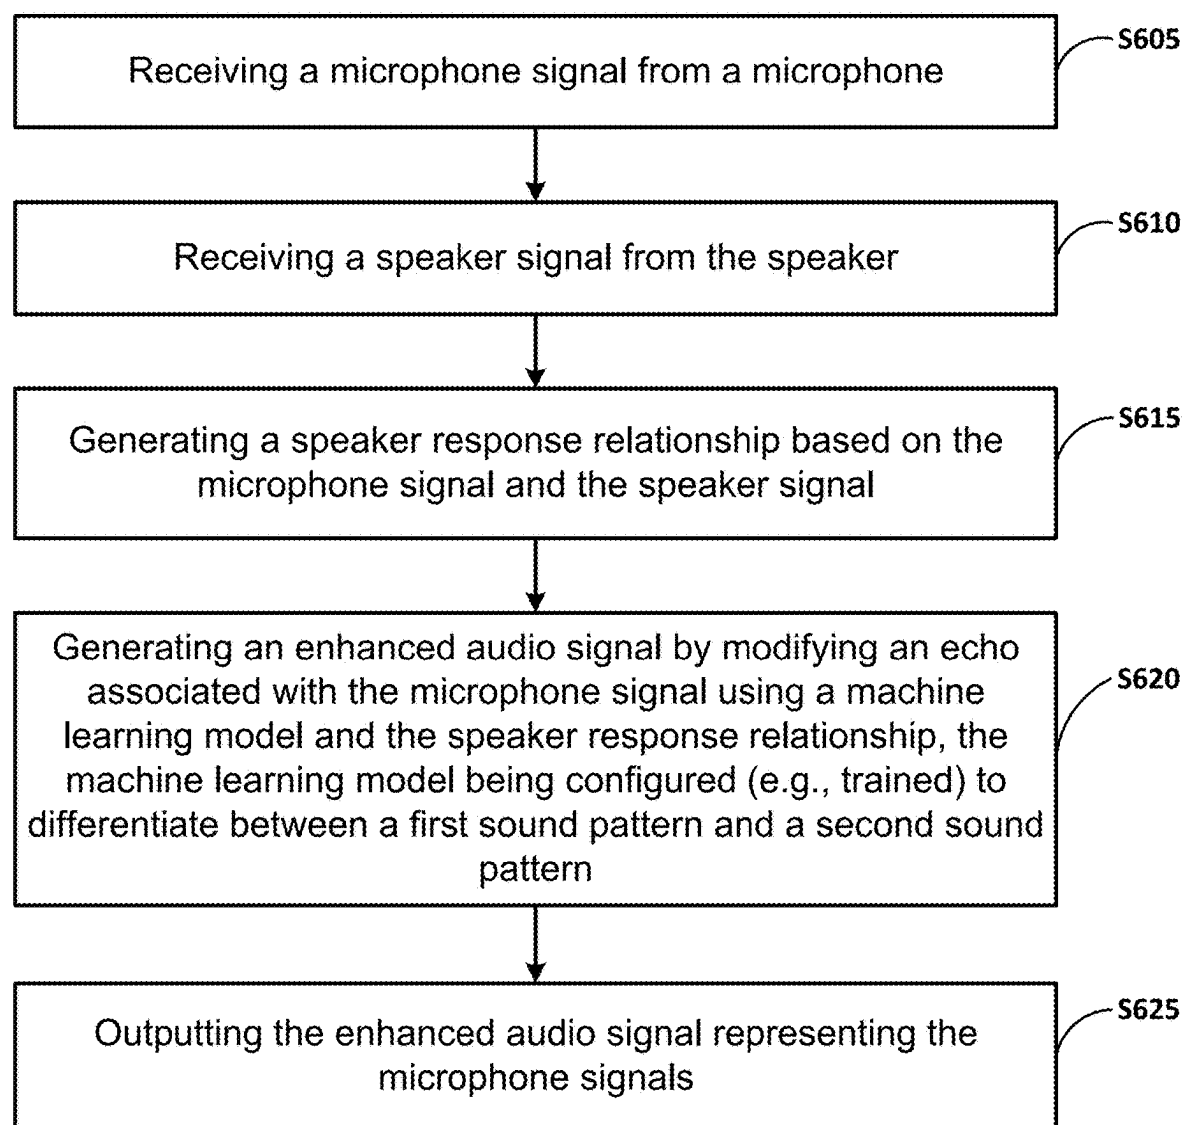 Receiving a microphone signal from a microphone
S605
Receiving a speaker signal from the speaker
S610
Generating a speaker response relationship based on the
microphone signal and the speaker signal
S615
Generating an enhanced audio signal by modifying an echo
associated with the microphone signal using a machine
learning model and the speaker response relationship, the
machine learning model being configured (e.g., trained) to
differentiate between a first sound pattern and a second sound
pattern
S620
Outputting the enhanced audio signal representing the
microphone signals
S625